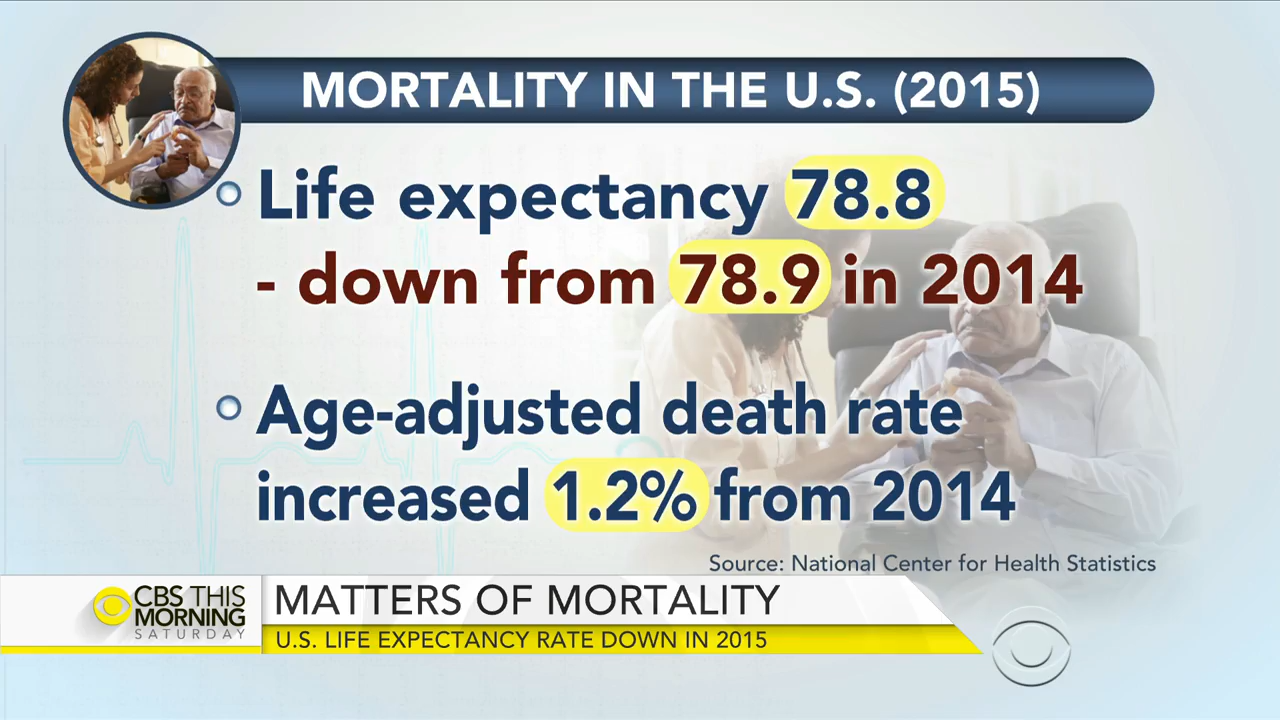 MORTALITY IN THE U.S. (2015)
Life expectancy 78.8
- down from 78.9 in 2014
Age-adjusted death rate
increased 1.2% from 2014
Source: National Center for Health Statistics
CBS THIS
MORNING
SATURDAY
MATTERS OF MORTALITY
U.S. LIFE EXPECTANCY RATE DOWN IN 2015